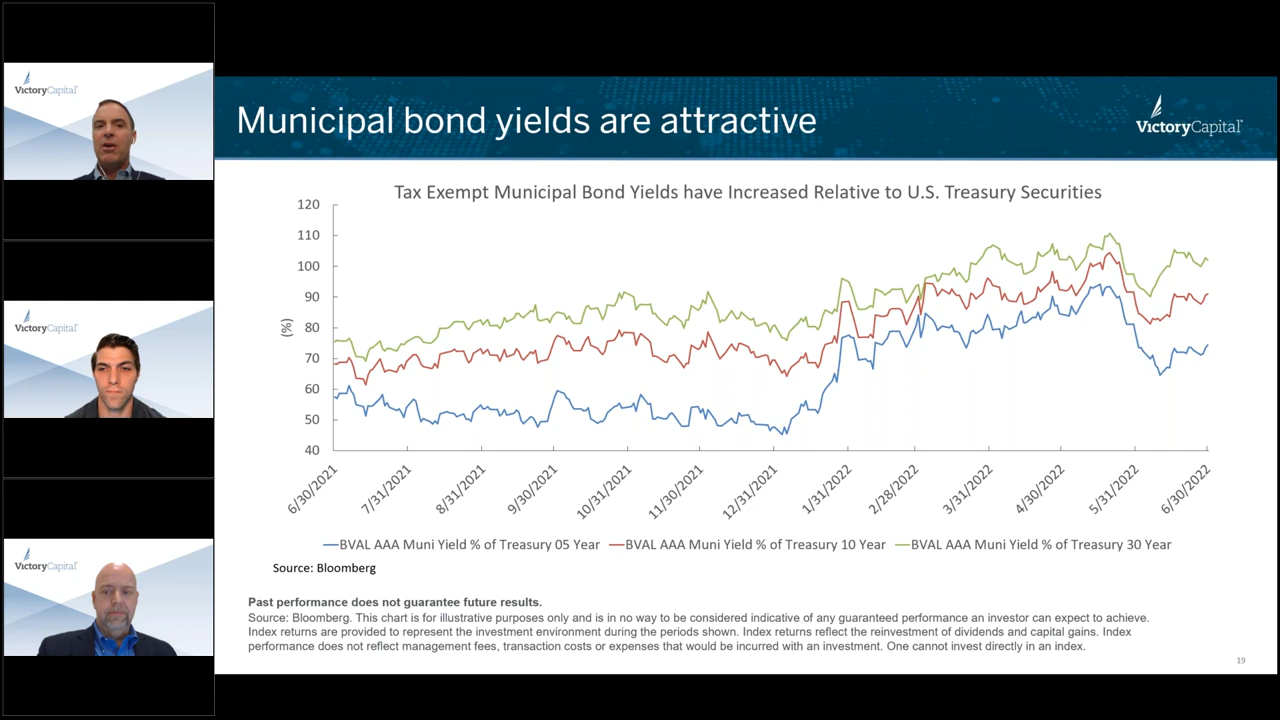 VictoryCapital
VictoryCapital
VictoryCapital
Municipal bond yields are attractive
VictoryCapital
Tax Exempt Municipal Bond Yields have Increased Relative to U.S. Treasury Securities
120
110
100
90
80
70
60
50
40
(%)
6/30/2021
7/31/2021
8/31/2021
9/30/2021
10/31/2021
11/30/2021
12/31/2021
1/31/2022
2/28/2022
3/31/2022
4/30/2022
5/31/2022
6/30/2022
BVAL AAA Muni Yield % of Treasury 05 Year BVAL AAA Muni Yield % of Treasury 10 Year BVAL AAA Muni Yield % of Treasury 30 Year
Source: Bloomberg
Past performance does not guarantee future results.
Source: Bloomberg. This chart is for illustrative purposes only and is in no way to be considered indicative of any guaranteed performance an investor can expect to achieve.
Index returns are provided to represent the investment environment during the periods shown. Index returns reflect the reinvestment of dividends and capital gains. Index
performance does not reflect management fees, transaction costs or expenses that would be incurred with an investment. One cannot invest directly in an index.
19